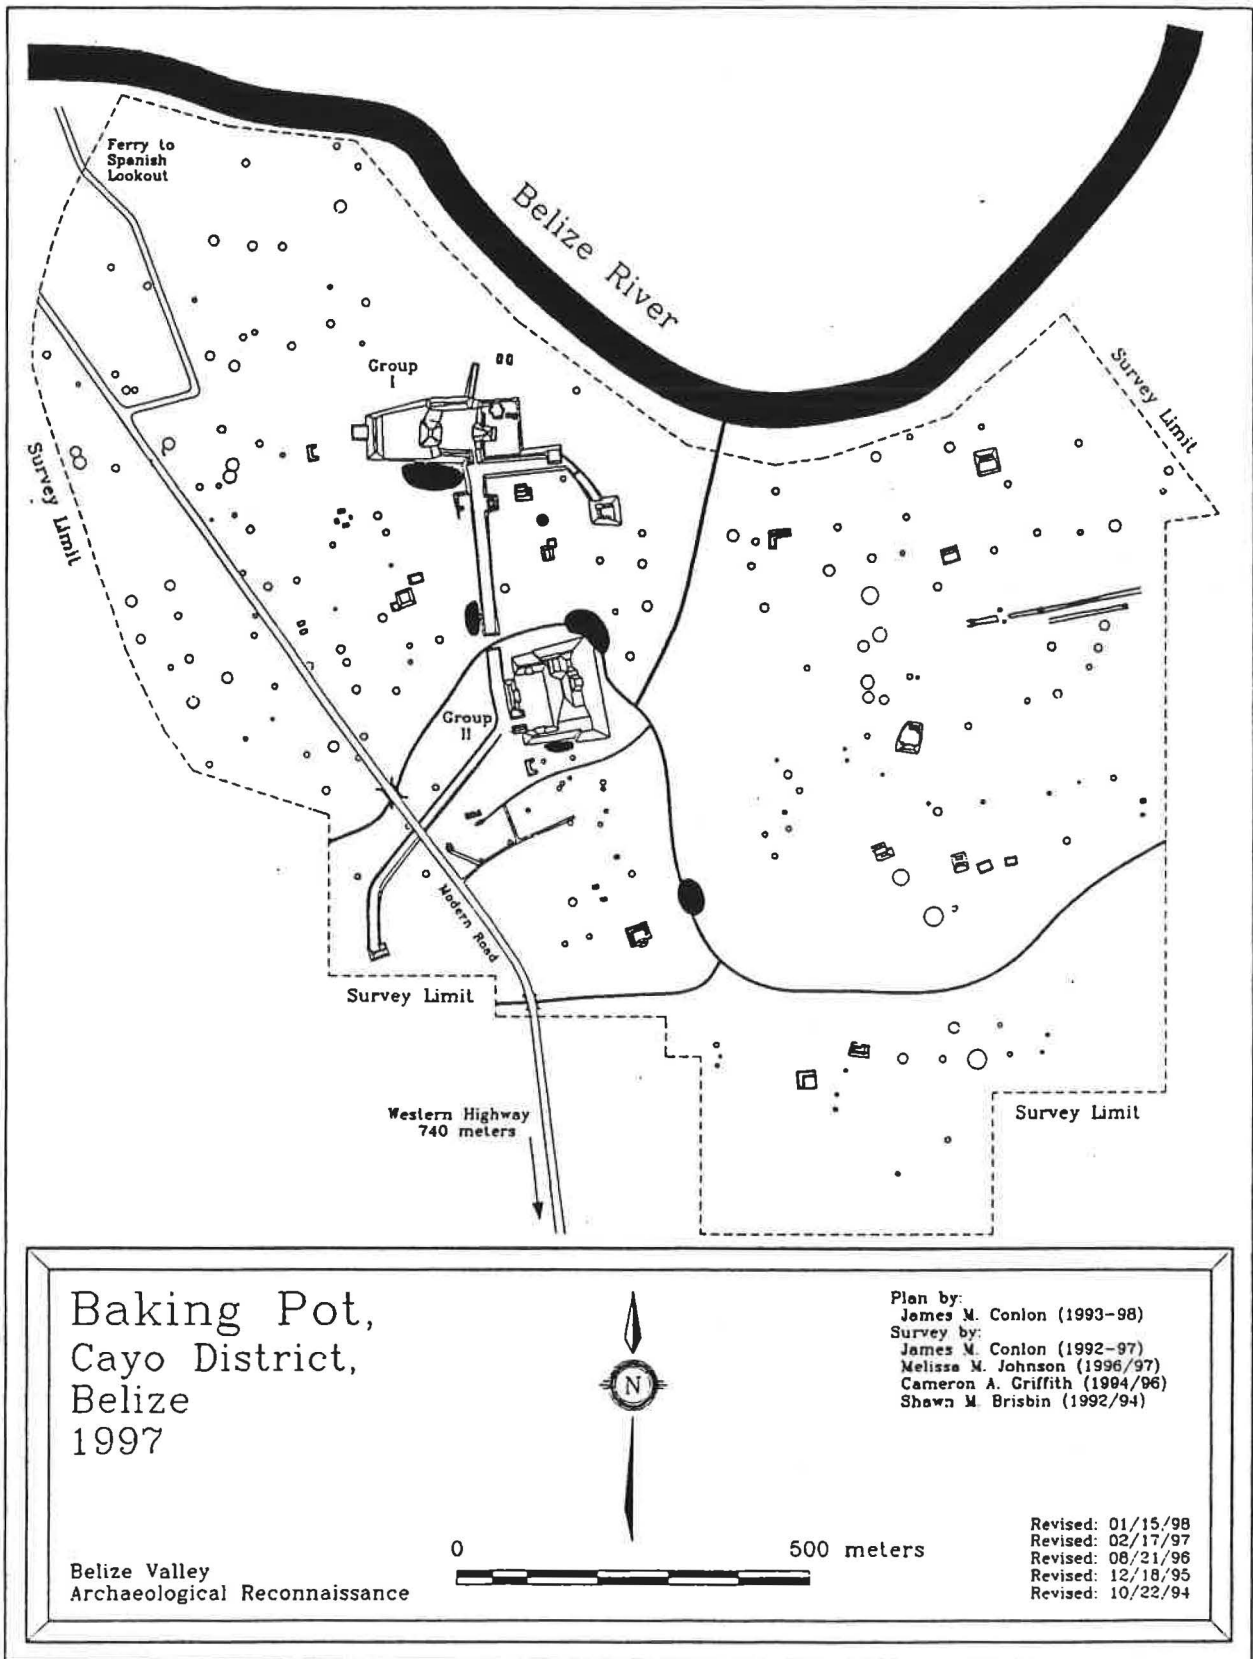 Ferry to
Spanish
Lookout
Belize River
Group
I
Survey Limit
Survey Limit
Group
II
Modern Road
Survey Limit
Western Highway
740 meters
Survey Limit
Baking Pot,
Cayo District,
Belize
1997
Belize Valley
Archaeological Reconnaissance
N
0 500 meters
Plan by:
James M. Conlon (1993-98)
Survey by:
James M. Conlon (1992-97)
Melissa M. Johnson (1996/97)
Cameron A. Griffith (1994/96)
Shawn M. Brisbin (1992/94)
Revised: 01/15/98
Revised: 02/17/97
Revised: 08/21/96
Revised: 12/18/95
Revised: 10/22/94